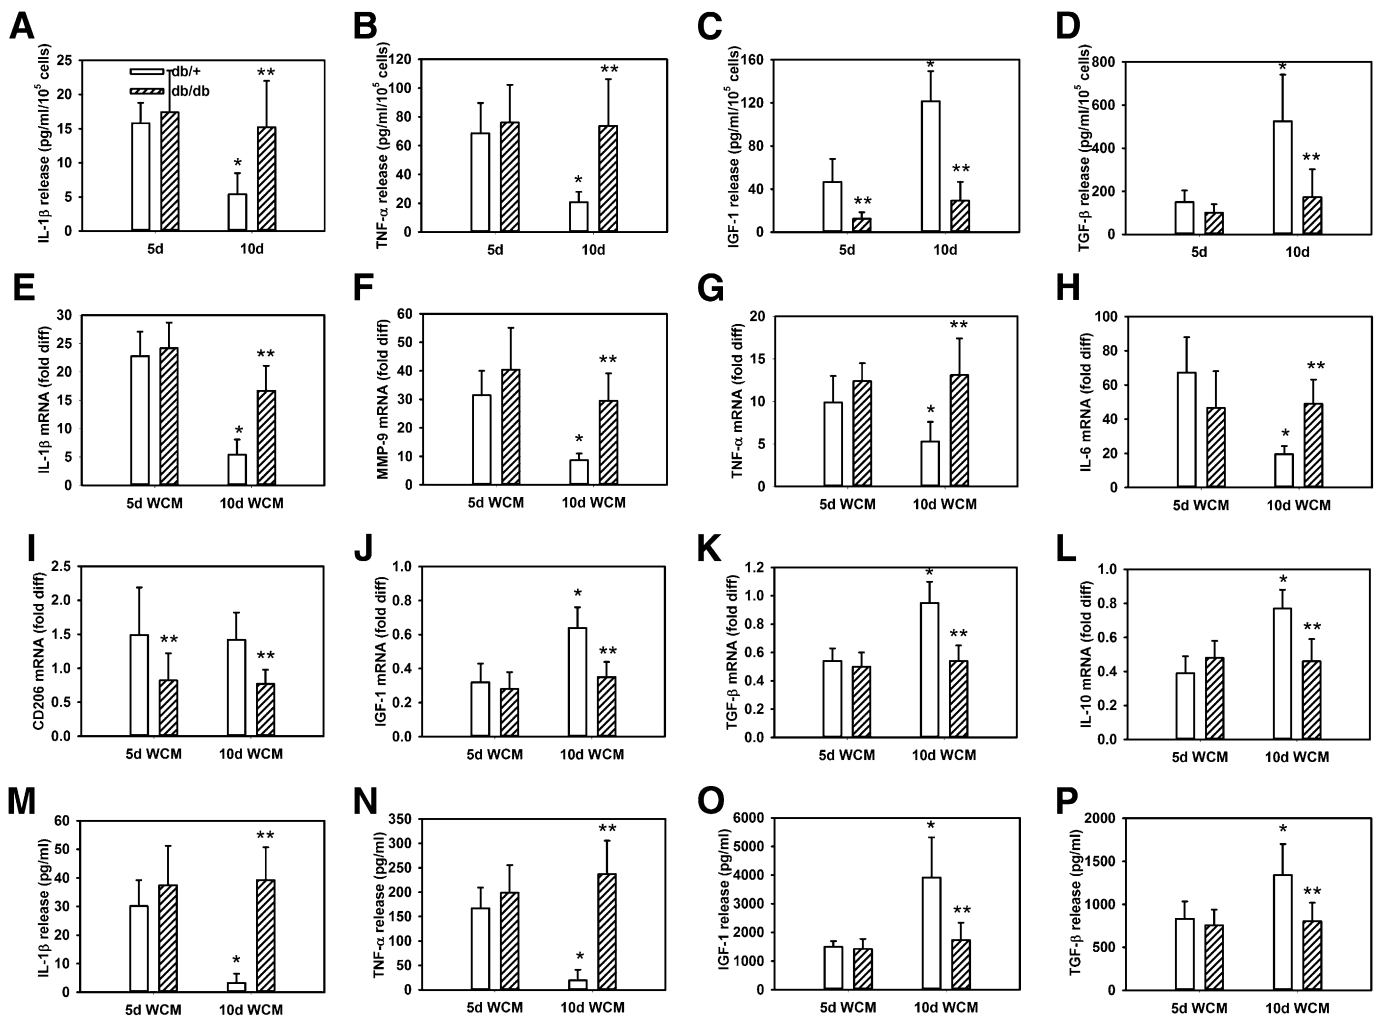 A
IL-1β release (pg/ml/10⁵ cells)
25
20
15
10
5
0
db/+
db/db
**
*
5d
10d
B
TNF-α release (pg/ml/10⁵ cells)
120
100
80
60
40
20
0
**
*
5d
10d
C
IGF-1 release (pg/ml/10⁵ cells)
160
120
80
40
0
*
**
**
5d
10d
D
TGF-β release (pg/ml/10⁵ cells)
800
600
400
200
0
*
**
5d
10d
E
IL-1β mRNA (fold diff)
30
25
20
15
10
5
0
**
*
5d WCM
10d WCM
F
MMP-9 mRNA (fold diff)
60
50
40
30
20
10
0
**
*
5d WCM
10d WCM
G
TNF-α mRNA (fold diff)
20
15
10
5
0
**
*
5d WCM
10d WCM
H
IL-6 mRNA (fold diff)
100
80
60
40
20
0
**
*
5d WCM
10d WCM
I
CD206 mRNA (fold diff)
2.5
2.0
1.5
1.0
0.5
0.0
**
**
5d WCM
10d WCM
J
IGF-1 mRNA (fold diff)
1.0
0.8
0.6
0.4
0.2
0.0
*
**
5d WCM
10d WCM
K
TGF-β mRNA (fold diff)
1.2
1.0
0.8
0.6
0.4
0.2
0.0
*
**
5d WCM
10d WCM
L
IL-10 mRNA (fold diff)
1.0
0.8
0.6
0.4
0.2
0.0
*
**
5d WCM
10d WCM
M
IL-1β release (pg/ml)
60
50
40
30
20
10
0
**
*
5d WCM
10d WCM
N
TNF-α release (pg/ml)
350
300
250
200
150
100
50
0
**
*
5d WCM
10d WCM
O
IGF-1 release (pg/ml)
6000
5000
4000
3000
2000
1000
0
*
**
5d WCM
10d WCM
P
TGF-β release (pg/ml)
2000
1500
1000
500
0
*
**
5d WCM
10d WCM